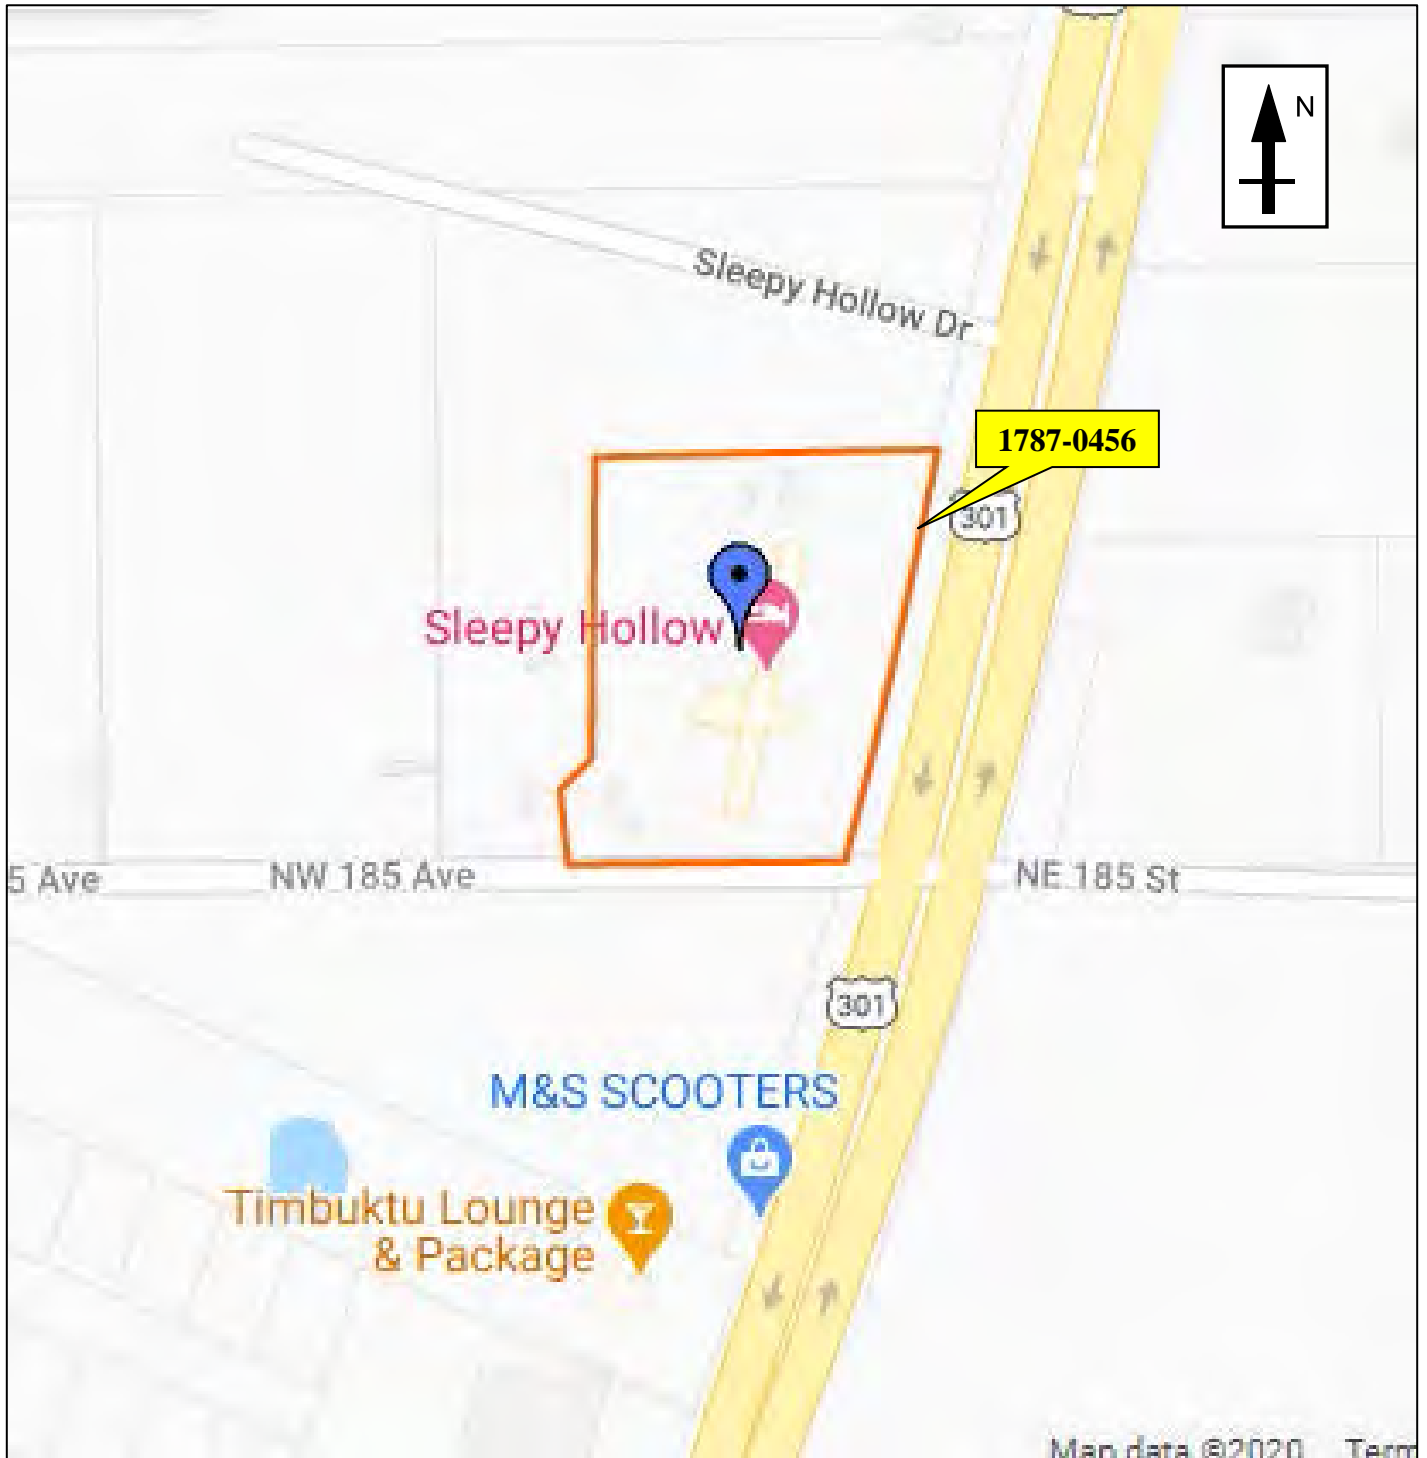 N
Sleepy Hollow Dr
1787-0456
301
Sleepy Hollow
5 Ave
NW 185 Ave
NE 185 St
301
M&S SCOOTERS
Timbuktu Lounge
& Package
Map data ©2020 Term